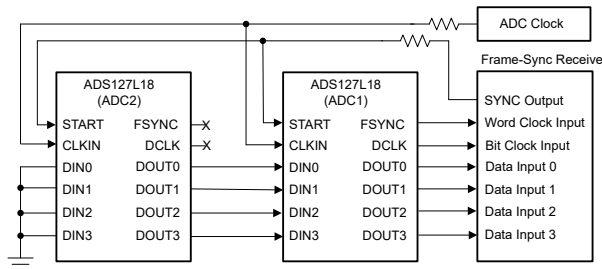 ADC Clock
Frame-Sync Receive
ADS127L18
(ADC2)
START FSYNC X
CLKIN DCLK X
DIN0 DOUT0
DIN1 DOUT1
DIN2 DOUT2
DIN3 DOUT3
ADS127L18
(ADC1)
START FSYNC
CLKIN DCLK
DIN0 DOUT0
DIN1 DOUT1
DIN2 DOUT2
DIN3 DOUT3
SYNC Output
Word Clock Input
Bit Clock Input
Data Input 0
Data Input 1
Data Input 2
Data Input 3